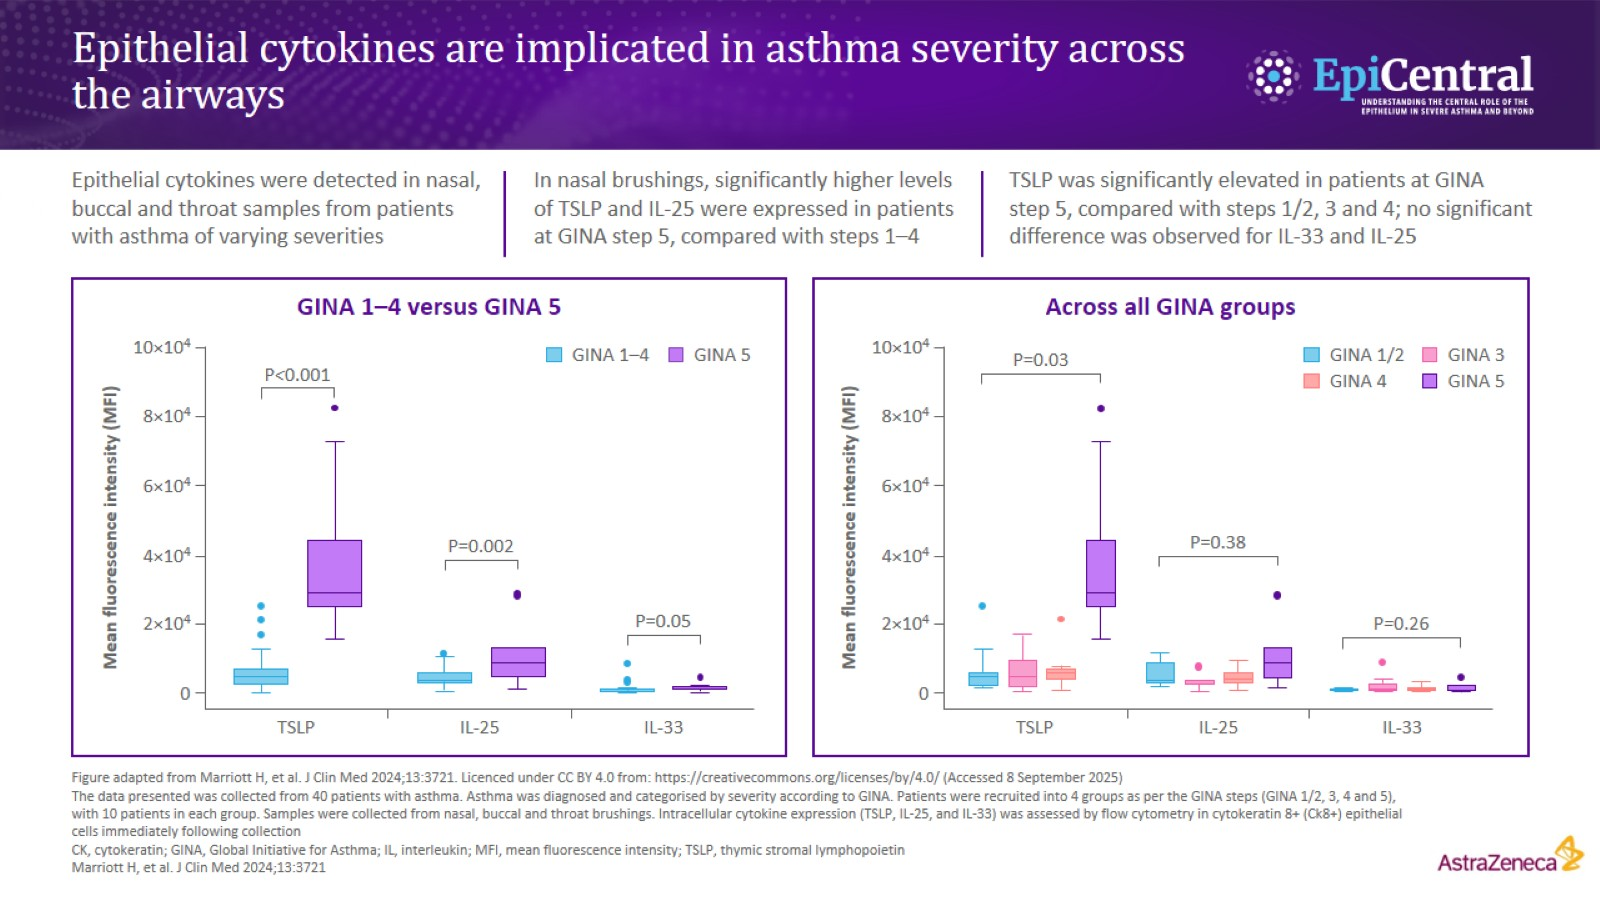 Epithelial cytokines are implicated in asthma severity across
the airways
EpiCentral
UNDERSTANDING THE CENTRAL ROLE OF THE
EPITHELIUM IN SEVERE ASTHMA AND BEYOND
Epithelial cytokines were detected in nasal,
buccal and throat samples from patients
with asthma of varying severities
In nasal brushings, significantly higher levels
of TSLP and IL-25 were expressed in patients
at GINA step 5, compared with steps 1–4
TSLP was significantly elevated in patients at GINA
step 5, compared with steps 1/2, 3 and 4; no significant
difference was observed for IL-33 and IL-25
GINA 1–4 versus GINA 5
GINA 1–4 GINA 5
Mean fluorescence intensity (MFI)
10×10⁴
8×10⁴
6×10⁴
4×10⁴
2×10⁴
0
P<0.001
P=0.002
P=0.05
TSLP IL-25 IL-33
Across all GINA groups
GINA 1/2 GINA 3
GINA 4 GINA 5
Mean fluorescence intensity (MFI)
10×10⁴
8×10⁴
6×10⁴
4×10⁴
2×10⁴
0
P=0.03
P=0.38
P=0.26
TSLP IL-25 IL-33
Figure adapted from Marriott H, et al. J Clin Med 2024;13:3721. Licenced under CC BY 4.0 from: https://creativecommons.org/licenses/by/4.0/ (Accessed 8 September 2025)
The data presented was collected from 40 patients with asthma. Asthma was diagnosed and categorised by severity according to GINA. Patients were recruited into 4 groups as per the GINA steps (GINA 1/2, 3, 4 and 5),
with 10 patients in each group. Samples were collected from nasal, buccal and throat brushings. Intracellular cytokine expression (TSLP, IL-25, and IL-33) was assessed by flow cytometry in cytokeratin 8+ (Ck8+) epithelial
cells immediately following collection
CK, cytokeratin; GINA, Global Initiative for Asthma; IL, interleukin; MFI, mean fluorescence intensity; TSLP, thymic stromal lymphopoietin
Marriott H, et al. J Clin Med 2024;13:3721
AstraZeneca